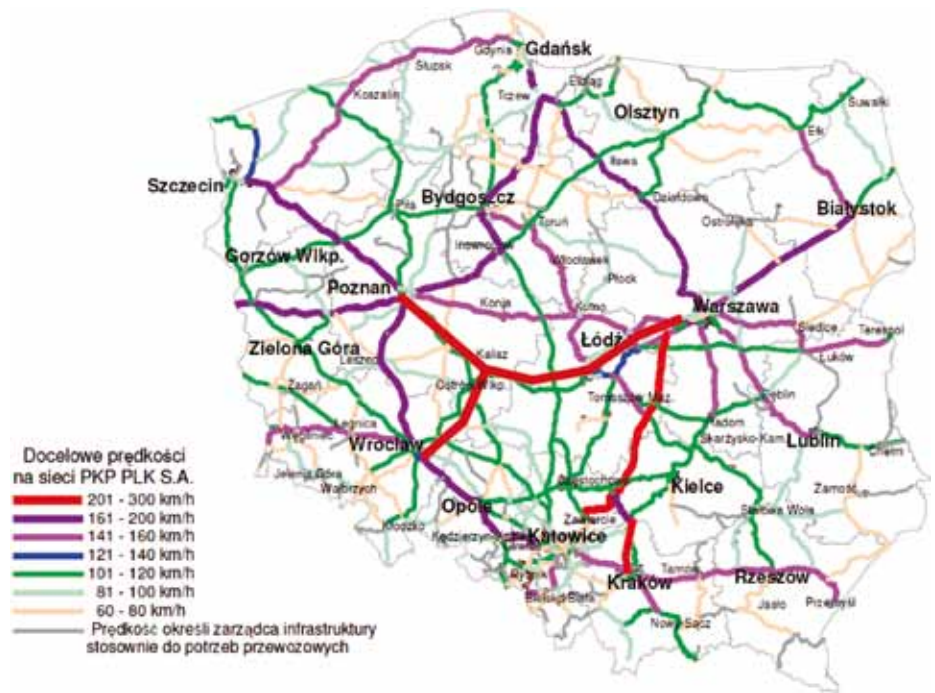 Gdańsk
Gdynia
Słupsk
Koszalin
Tczew
Elbląg
Olsztyn
Suwałki
Ełk
Iława
Szczecin
Piła
Bydgoszcz
Toruń
Działdowo
Ostrołęka
Białystok
Inowrocław
Włocławek
Płock
Gorzów Wlkp.
Poznan
Konin
Kutno
Warszawa
Siedlce
Terespol
Łuków
Zielona Góra
Leszno
Kalisz
Łódź
Ostrów Wlkp.
Żagań
Tomaszów Maz.
Dęblin
Radom
Legnica
Węgliniec
Wrocław
Skarżysko-Kam.
Lublin
Chełm
Jelenia Góra
Wałbrzych
Opole
Częstochowa
Kielce
Zamość
Zawiercie
Stalowa Wola
Kłodzko
Kędzierzyn
Katowice
Rybnik
Kraków
Tarnów
Rzeszów
Bielsko-Biała
Przemyśl
Jasło
Nowy Sącz
Docelowe prędkości
na sieci PKP PLK S.A.
201 - 300 km/h
161 - 200 km/h
141 - 160 km/h
121 - 140 km/h
101 - 120 km/h
81 - 100 km/h
60 - 80 km/h
Prędkość określi zarządca infrastruktury
stosownie do potrzeb przewozowych